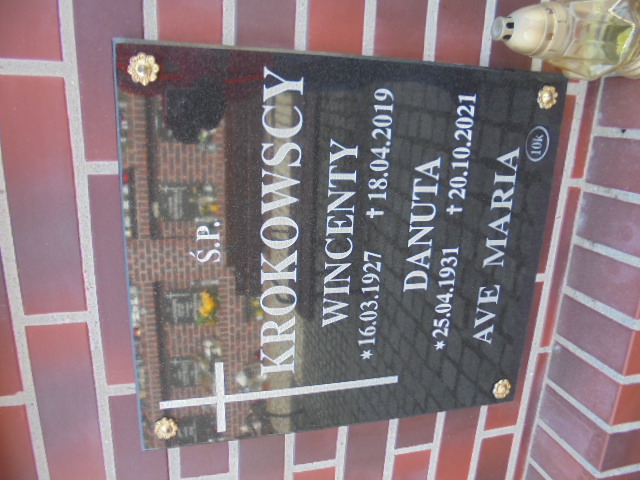 Ś.P.
KROKOWSCY
WINCENTY
*16.03.1927 †18.04.2019
DANUTA
*25.04.1931 †20.10.2021
AVE MARIA
10k